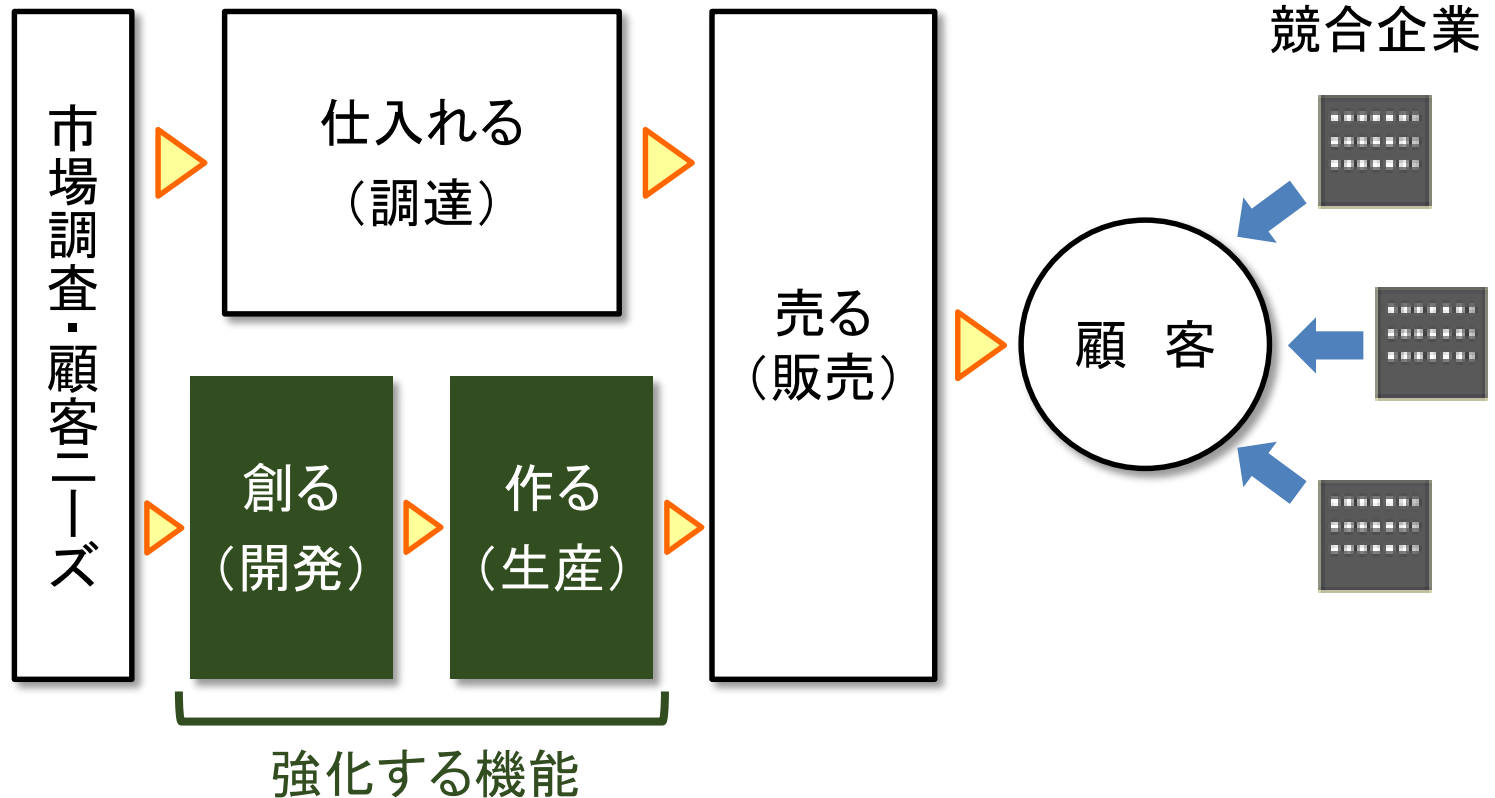 市場調査・顧客ニーズ
仕入れる
（調達）
創る
（開発）
作る
（生産）
強化する機能
売る
（販売）
顧　客
競合企業